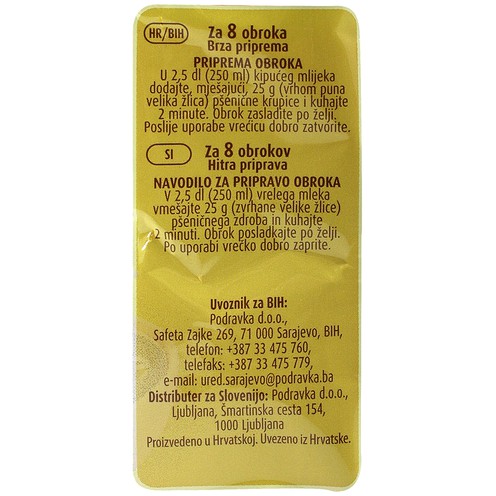 HR/BIH
Za 8 obroka
Brza priprema
PRIPREMA OBROKA
U 2,5 dl (250 ml) kipućeg mlijeka
dodajte, mješajući, 25 g (vrhom puna
velika žlica) pšenične krupice i kuhajte
2 minute. Obrok zasladite po želji.
Poslije uporabe vrećicu dobro zatvorite.
SI
Za 8 obrokov
Hitra priprava
NAVODILO ZA PRIPRAVO OBROKA
V 2,5 dl (250 ml) vrelega mleka
vmešajte 25 g (zvrhane velike žlice)
pšeničnega zdroba in kuhajte
2 minuti. Obrok posladkajte po želji.
Po uporabi vrečko dobro zaprite.
Uvoznik za BIH:
Podravka d.o.o.,
Safeta Zajke 269, 71 000 Sarajevo, BIH,
telefon: +387 33 475 760,
telefaks: +387 33 475 779,
e-mail: ured.sarajevo@podravka.ba
Distributer za Slovenijo: Podravka d.o.o.,
Ljubljana, Šmartinska cesta 154,
1000 Ljubljana
Proizvedeno u Hrvatskoj. Uvezeno iz Hrvatske.